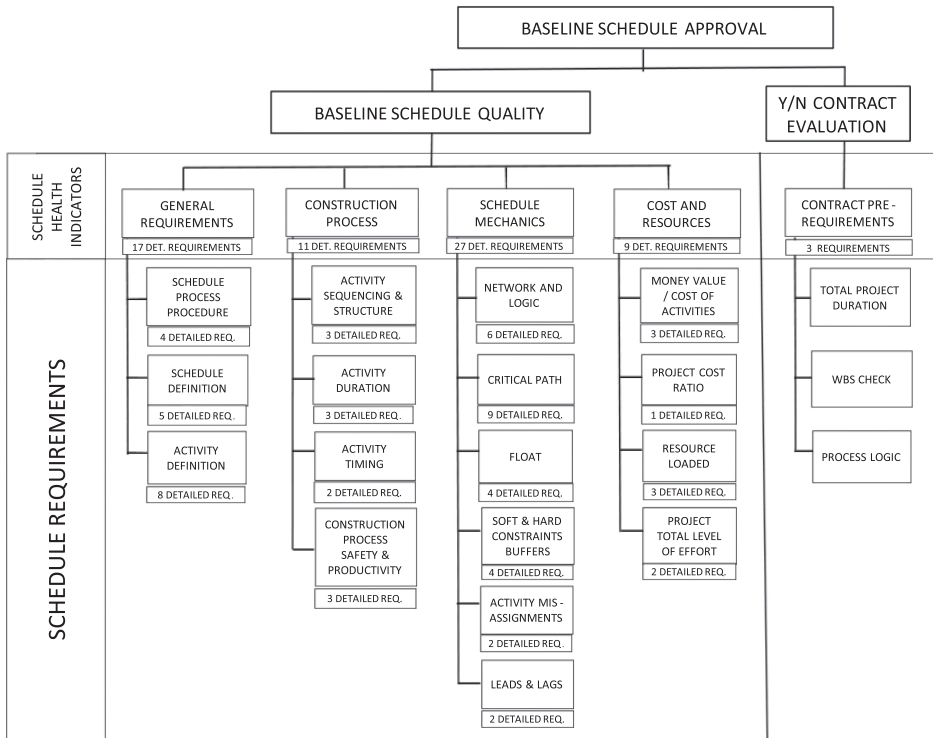 BASELINE SCHEDULE APPROVAL
BASELINE SCHEDULE QUALITY
Y/N CONTRACT
EVALUATION
SCHEDULE
HEALTH
INDICATORS
GENERAL
REQUIREMENTS
17 DET. REQUIREMENTS
CONSTRUCTION
PROCESS
11 DET. REQUIREMENTS
SCHEDULE
MECHANICS
27 DET. REQUIREMENTS
COST AND
RESOURCES
9 DET. REQUIREMENTS
CONTRACT PRE -
REQUIREMENTS
3 REQUIREMENTS
SCHEDULE REQUIREMENTS
SCHEDULE
PROCESS
PROCEDURE
4 DETAILED REQ.
SCHEDULE
DEFINITION
5 DETAILED REQ.
ACTIVITY
DEFINITION
8 DETAILED REQ.
ACTIVITY
SEQUENCING &
STRUCTURE
3 DETAILED REQ.
ACTIVITY
DURATION
3 DETAILED REQ.
ACTIVITY
TIMING
2 DETAILED REQ.
CONSTRUCTION
PROCESS
SAFETY &
PRODUCTIVITY
3 DETAILED REQ.
NETWORK AND
LOGIC
6 DETAILED REQ.
CRITICAL PATH
9 DETAILED REQ.
FLOAT
4 DETAILED REQ.
SOFT & HARD
CONSTRAINTS
BUFFERS
4 DETAILED REQ.
ACTIVITY MIS -
ASSIGNMENTS
2 DETAILED REQ.
LEADS & LAGS
2 DETAILED REQ.
MONEY VALUE
/ COST OF
ACTIVITIES
3 DETAILED REQ.
PROJECT COST
RATIO
1 DETAILED REQ.
RESOURCE
LOADED
3 DETAILED REQ.
PROJECT
TOTAL LEVEL
OF EFFORT
2 DETAILED REQ.
TOTAL PROJECT
DURATION
WBS CHECK
PROCESS LOGIC